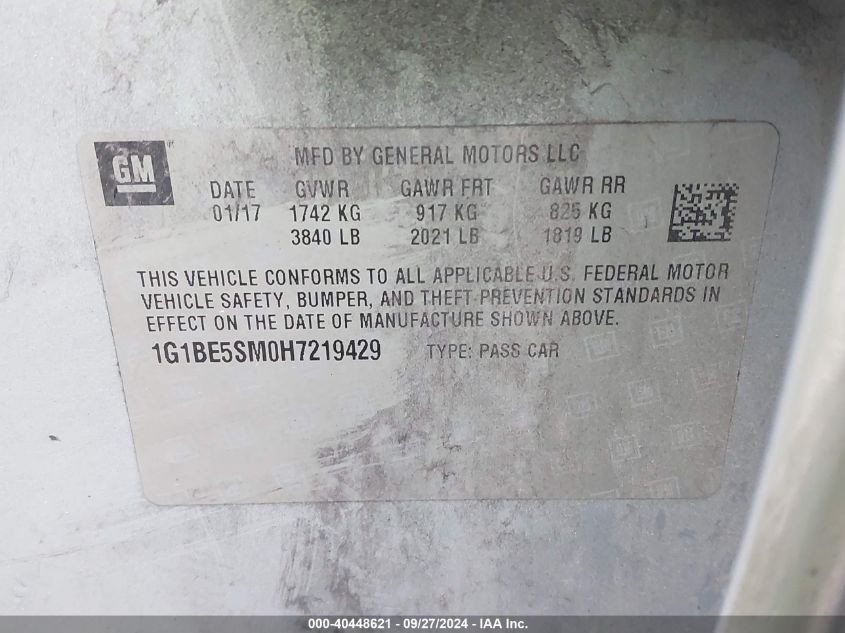 GM
MFD BY GENERAL MOTORS LLC
DATE GVWR GAWR FRT GAWR RR
01/17 1742 KG 917 KG 825 KG
3840 LB 2021 LB 1819 LB
THIS VEHICLE CONFORMS TO ALL APPLICABLE U.S. FEDERAL MOTOR
VEHICLE SAFETY, BUMPER, AND THEFT PREVENTION STANDARDS IN
EFFECT ON THE DATE OF MANUFACTURE SHOWN ABOVE.
1G1BE5SM0H7219429 TYPE: PASS CAR
000-40448621 - 09/27/2024 - IAA Inc.